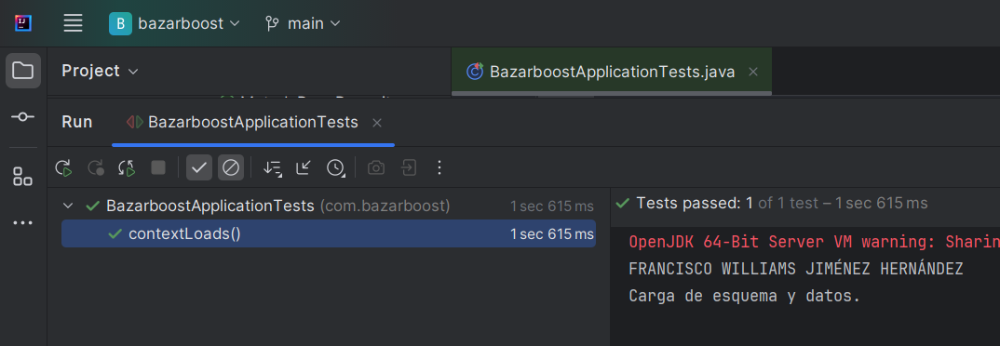 B bazarboost main
Project
BazarboostApplicationTests.java
Run BazarboostApplicationTests
BazarboostApplicationTests (com.bazarboost) 1 sec 615 ms
contextLoads() 1 sec 615 ms
Tests passed: 1 of 1 test – 1 sec 615 ms
OpenJDK 64-Bit Server VM warning: Sharin
FRANCISCO WILLIAMS JIMÉNEZ HERNÁNDEZ
Carga de esquema y datos.